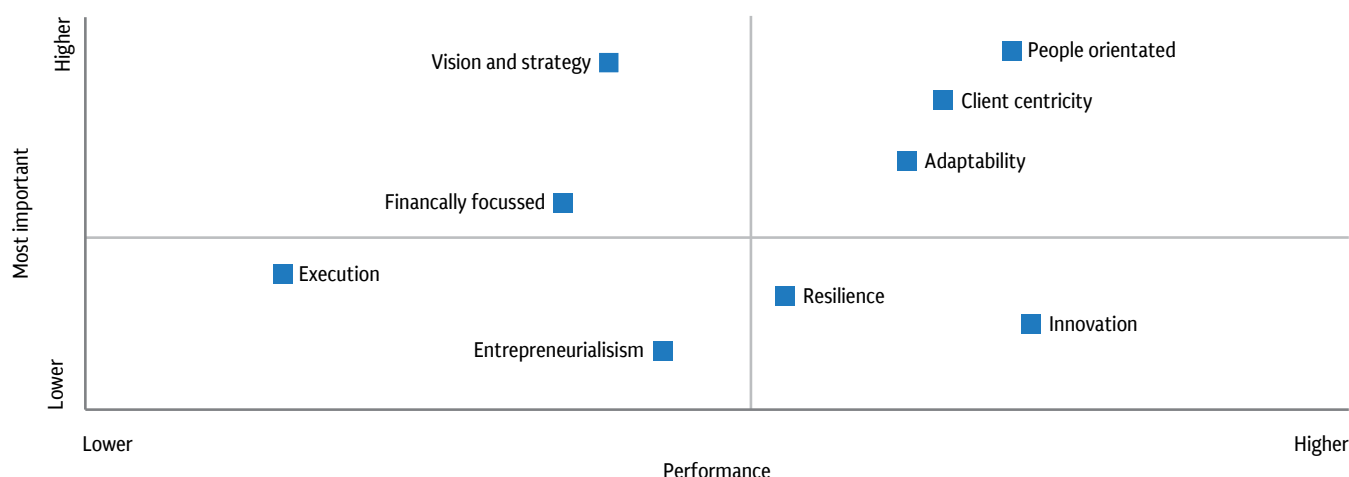 Higher
Most important
Lower
Vision and strategy
People orientated
Client centricity
Adaptability
Financally focussed
Execution
Resilience
Innovation
Entrepreneurialisism
Lower
Higher
Performance